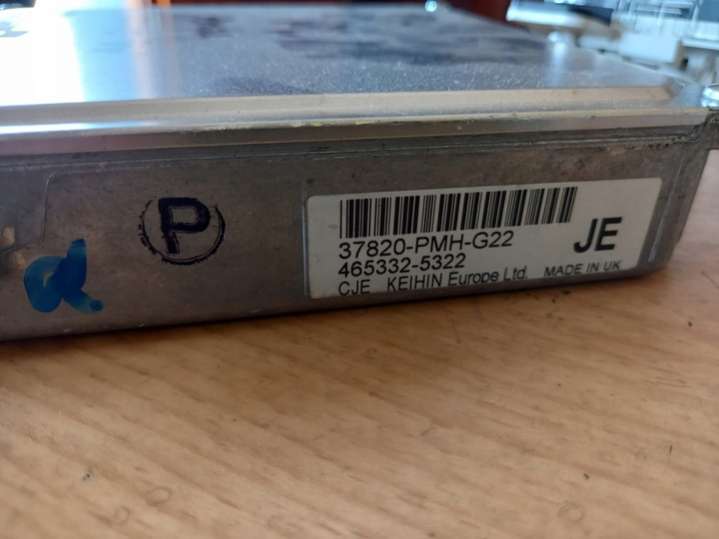 P
d
37820-PMH-G22
JE
465332-5322
CJE KEIHIN Europe Ltd. MADE IN UK